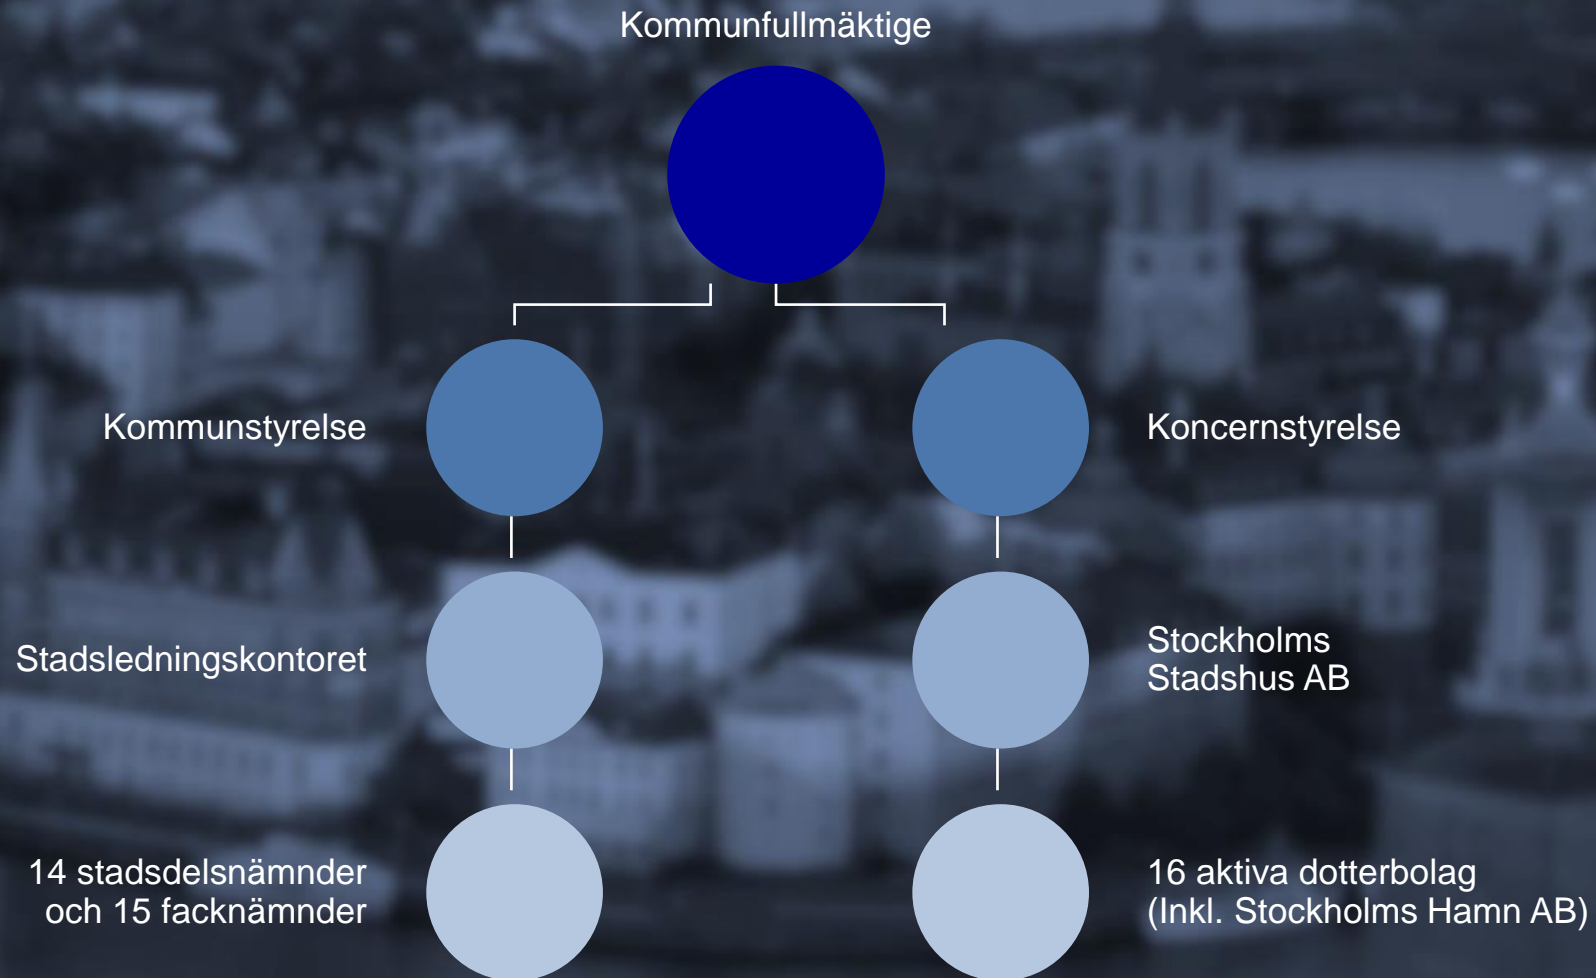 Kommunfullmäktige
Kommunstyrelse
Koncernstyrelse
Stadsledningskontoret
Stockholms
Stadshus AB
14 stadsdelsnämnder
och 15 facknämnder
16 aktiva dotterbolag
(Inkl. Stockholms Hamn AB)